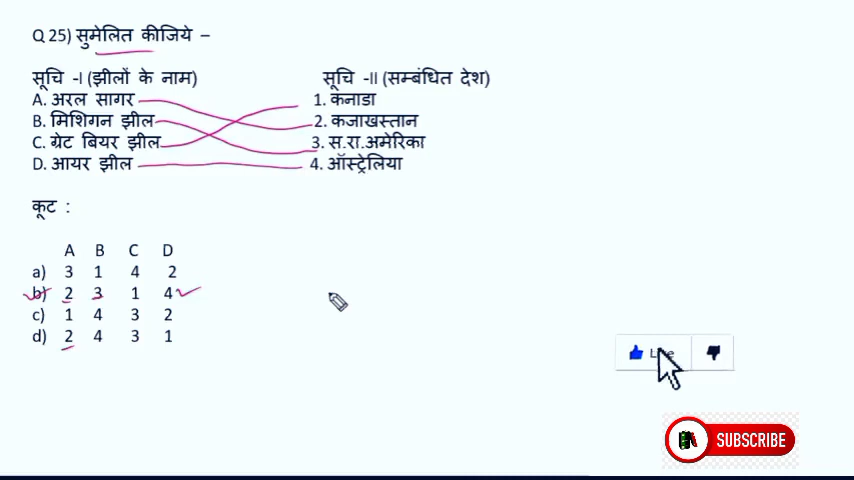 Q 25) सुमेलित कीजिये –
सूचि -I (झीलों के नाम) सूचि -II (सम्बंधित देश)
A. अरल सागर 1. कनाडा
B. मिशिगन झील 2. कजाखस्तान
C. ग्रेट बियर झील 3. स.रा.अमेरिका
D. आयर झील 4. ऑस्ट्रेलिया
कूट :
A B C D
a) 3 1 4 2
b) 2 3 1 4
c) 1 4 3 2
d) 2 4 3 1
SUBSCRIBE